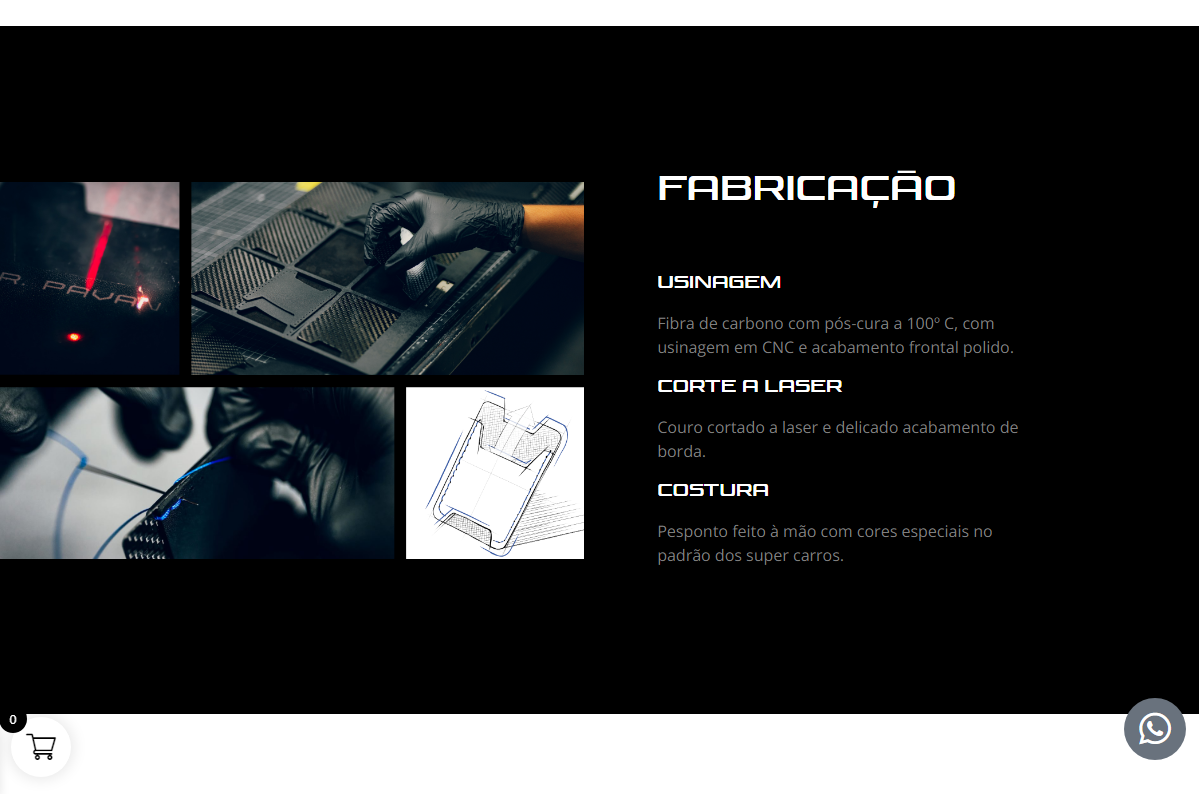 FABRICAÇÃO
USINAGEM
Fibra de carbono com pós-cura a 100º C, com
usinagem em CNC e acabamento frontal polido.
CORTE A LASER
Couro cortado a laser e delicado acabamento de
borda.
COSTURA
Pesponto feito à mão com cores especiais no
padrão dos super carros.
R. PAVAN
0